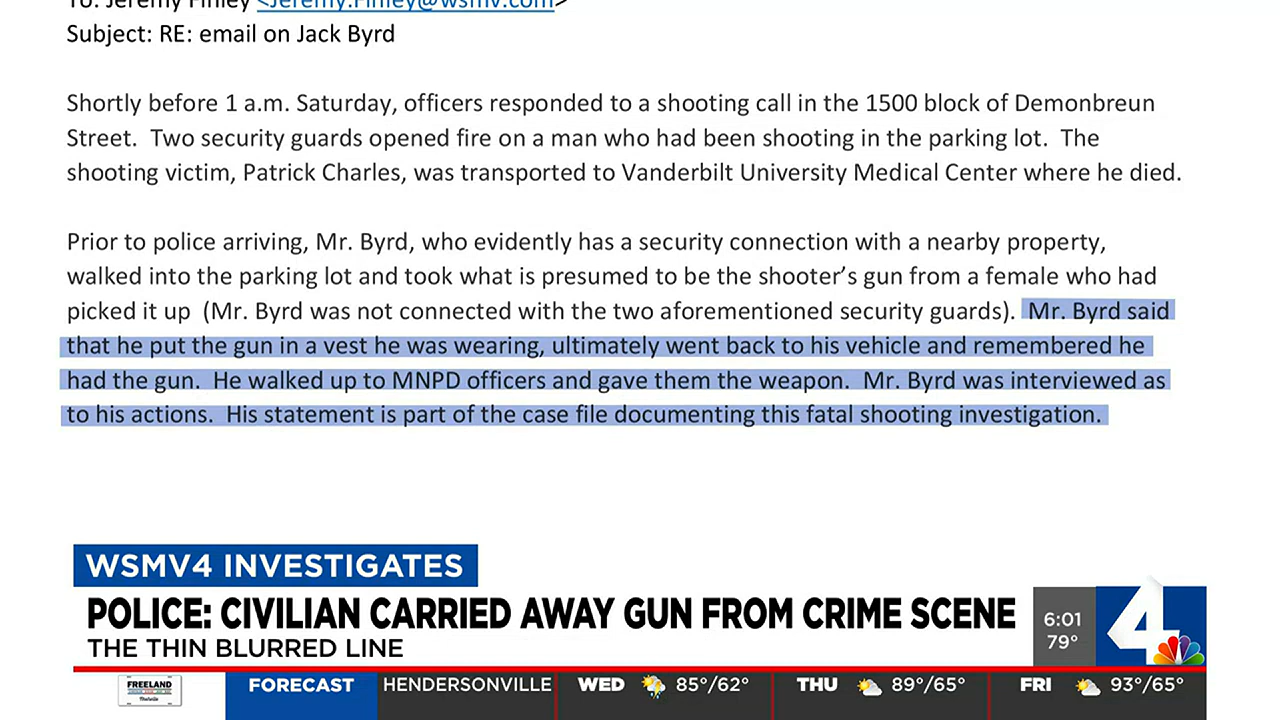 To: Jeremy Finley <Jeremy.Finley@wsmv.com>
Subject: RE: email on Jack Byrd
Shortly before 1 a.m. Saturday, officers responded to a shooting call in the 1500 block of Demonbreun
Street.  Two security guards opened fire on a man who had been shooting in the parking lot.  The
shooting victim, Patrick Charles, was transported to Vanderbilt University Medical Center where he died.
Prior to police arriving, Mr. Byrd, who evidently has a security connection with a nearby property,
walked into the parking lot and took what is presumed to be the shooter's gun from a female who had
picked it up  (Mr. Byrd was not connected with the two aforementioned security guards).  Mr. Byrd said
that he put the gun in a vest he was wearing, ultimately went back to his vehicle and remembered he
had the gun.  He walked up to MNPD officers and gave them the weapon.  Mr. Byrd was interviewed as
to his actions.  His statement is part of the case file documenting this fatal shooting investigation.
WSMV4 INVESTIGATES
POLICE: CIVILIAN CARRIED AWAY GUN FROM CRIME SCENE
THE THIN BLURRED LINE
6:01
79°
4
FREELAND
FORECAST
HENDERSONVILLE
WED 85°/62°
THU 89°/65°
FRI 93°/65°